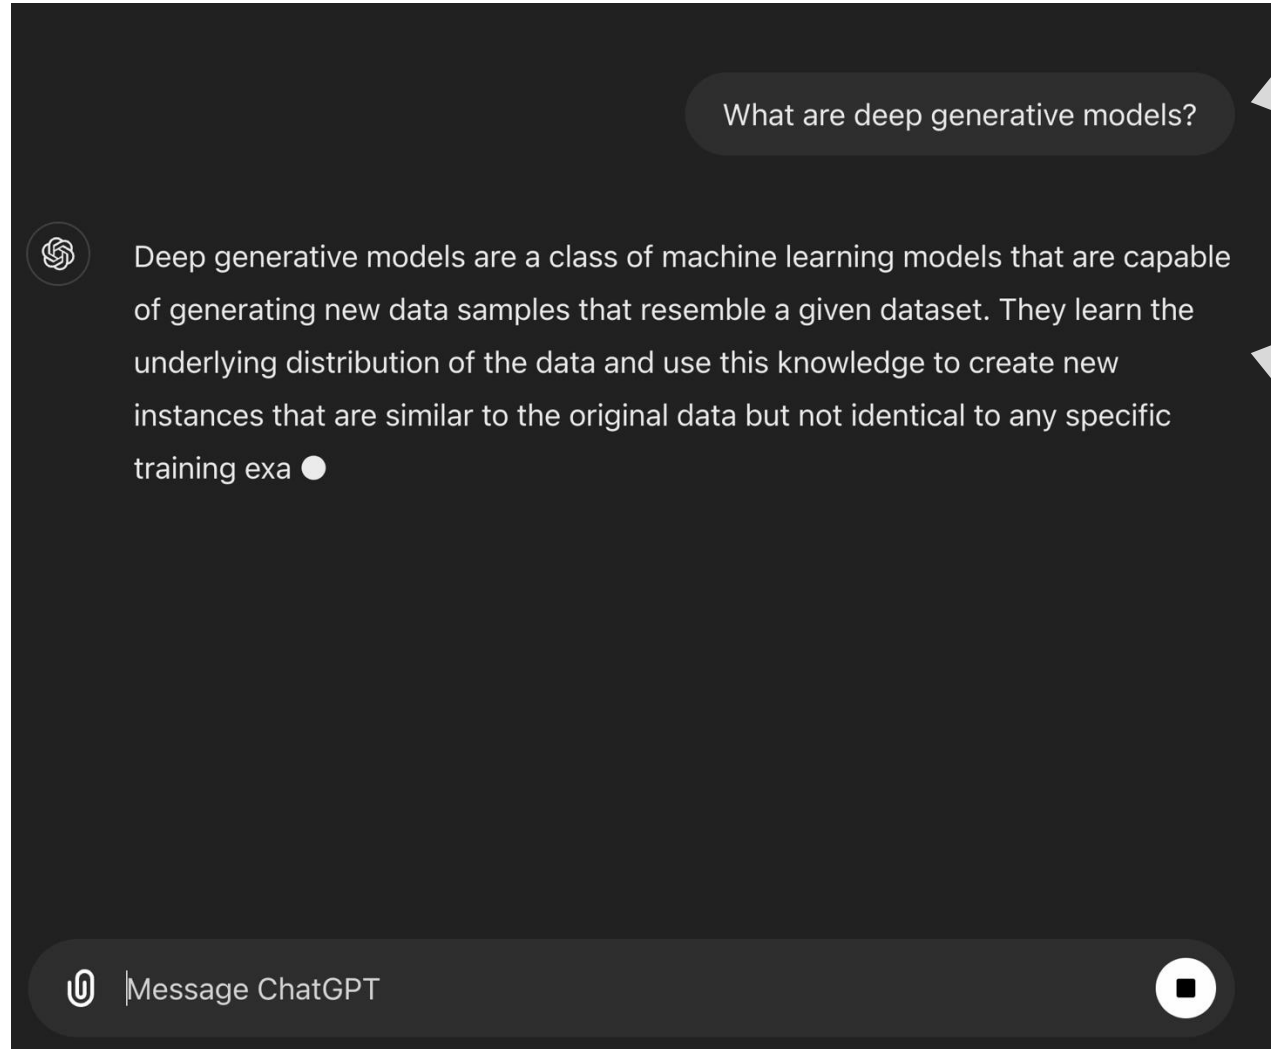 What are deep generative models?
Deep generative models are a class of machine learning models that are capable
of generating new data samples that resemble a given dataset. They learn the
underlying distribution of the data and use this knowledge to create new
instances that are similar to the original data but not identical to any specific
training exa
Message ChatGPT